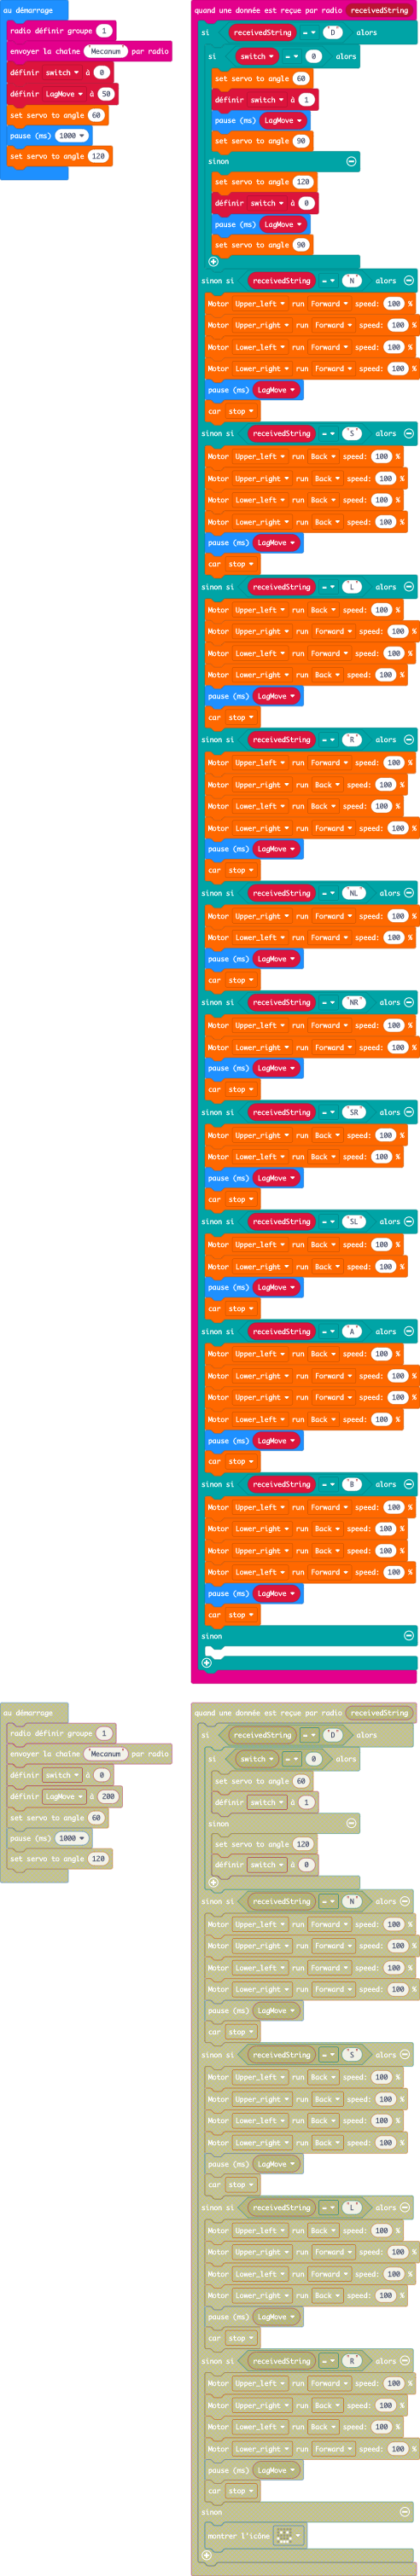 au démarrage
radio définir groupe 1
envoyer la chaîne "Mecanum" par radio
définir switch à 0
définir LagMove à 50
set servo to angle 60
pause (ms) 1000
set servo to angle 120
quand une donnée est reçue par radio receivedString
si receivedString = "D" alors
si switch = 0 alors
set servo to angle 60
définir switch à 1
pause (ms) LagMove
set servo to angle 90
sinon
set servo to angle 120
définir switch à 0
pause (ms) LagMove
set servo to angle 90
sinon si receivedString = "N" alors
Motor Upper_left run Forward speed: 100 %
Motor Upper_right run Forward speed: 100 %
Motor Lower_left run Forward speed: 100 %
Motor Lower_right run Forward speed: 100 %
pause (ms) LagMove
car stop
sinon si receivedString = "S" alors
Motor Upper_left run Back speed: 100 %
Motor Upper_right run Back speed: 100 %
Motor Lower_left run Back speed: 100 %
Motor Lower_right run Back speed: 100 %
pause (ms) LagMove
car stop
sinon si receivedString = "L" alors
Motor Upper_left run Back speed: 100 %
Motor Upper_right run Forward speed: 100 %
Motor Lower_left run Forward speed: 100 %
Motor Lower_right run Back speed: 100 %
pause (ms) LagMove
car stop
sinon si receivedString = "R" alors
Motor Upper_left run Forward speed: 100 %
Motor Upper_right run Back speed: 100 %
Motor Lower_left run Back speed: 100 %
Motor Lower_right run Forward speed: 100 %
pause (ms) LagMove
car stop
sinon si receivedString = "NL" alors
Motor Upper_right run Forward speed: 100 %
Motor Lower_left run Forward speed: 100 %
pause (ms) LagMove
car stop
sinon si receivedString = "NR" alors
Motor Upper_left run Forward speed: 100 %
Motor Lower_right run Forward speed: 100 %
pause (ms) LagMove
car stop
sinon si receivedString = "SR" alors
Motor Upper_right run Back speed: 100 %
Motor Lower_left run Back speed: 100 %
pause (ms) LagMove
car stop
sinon si receivedString = "SL" alors
Motor Upper_left run Back speed: 100 %
Motor Lower_right run Back speed: 100 %
pause (ms) LagMove
car stop
sinon si receivedString = "A" alors
Motor Upper_left run Back speed: 100 %
Motor Upper_right run Forward speed: 100 %
Motor Lower_right run Forward speed: 100 %
Motor Lower_left run Back speed: 100 %
pause (ms) LagMove
car stop
sinon si receivedString = "B" alors
Motor Upper_left run Forward speed: 100 %
Motor Upper_right run Back speed: 100 %
Motor Lower_right run Back speed: 100 %
Motor Lower_left run Forward speed: 100 %
pause (ms) LagMove
car stop
sinon
au démarrage
radio définir groupe 1
envoyer la chaîne "Mecanum" par radio
définir switch à 0
définir LagMove à 200
set servo to angle 60
pause (ms) 1000
set servo to angle 120
quand une donnée est reçue par radio receivedString
si receivedString = "D" alors
si switch = 0 alors
set servo to angle 60
définir switch à 1
sinon
set servo to angle 120
définir switch à 0
sinon si receivedString = "N" alors
Motor Upper_left run Forward speed: 100 %
Motor Upper_right run Forward speed: 100 %
Motor Lower_left run Forward speed: 100 %
Motor Lower_right run Forward speed: 100 %
pause (ms) LagMove
car stop
sinon si receivedString = "S" alors
Motor Upper_left run Back speed: 100 %
Motor Upper_right run Back speed: 100 %
Motor Lower_left run Back speed: 100 %
Motor Lower_right run Back speed: 100 %
pause (ms) LagMove
car stop
sinon si receivedString = "L" alors
Motor Upper_left run Back speed: 100 %
Motor Upper_right run Forward speed: 100 %
Motor Lower_left run Forward speed: 100 %
Motor Lower_right run Back speed: 100 %
pause (ms) LagMove
car stop
sinon si receivedString = "R" alors
Motor Upper_left run Forward speed: 100 %
Motor Upper_right run Back speed: 100 %
Motor Lower_left run Back speed: 100 %
Motor Lower_right run Forward speed: 100 %
pause (ms) LagMove
car stop
sinon
montrer l'icône